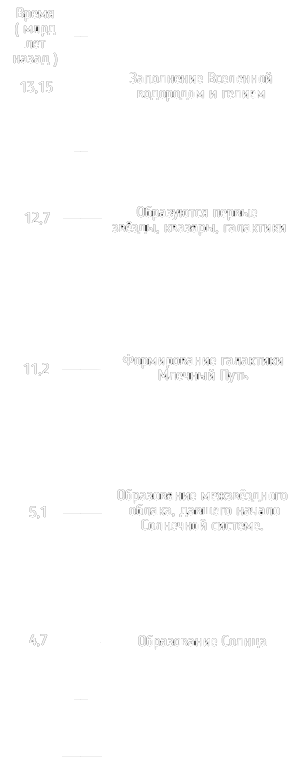 Время
( млрд
лет
назад )
13,15
Заполнение Вселенной
водородом и гелием
12,7
Образуются первые
звёзды, квазары, галактики
11,2
Формирование галактики
Млечный Путь
5,1
Образование межзвёздного
облака, давшего начало
Солнечной системе.
4,7
Образование Солнца